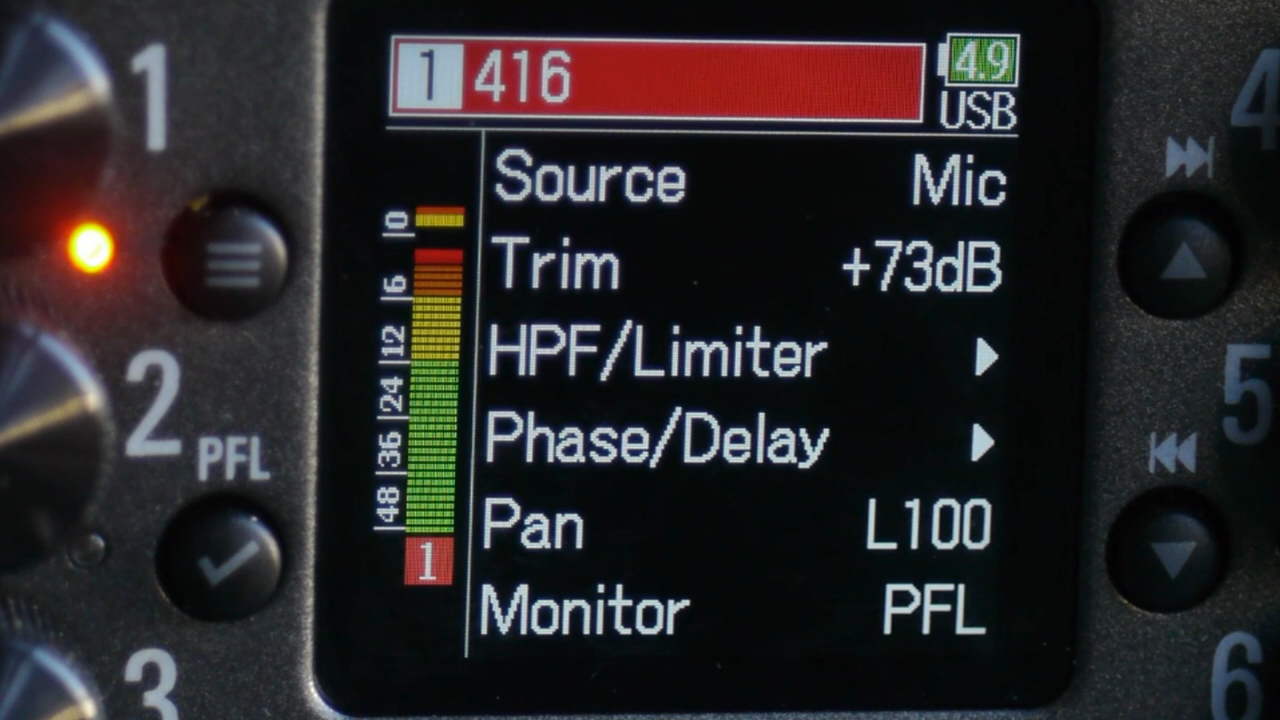 1 416
4.9
USB
Source Mic
Trim +73dB
HPF/Limiter
Phase/Delay
Pan L100
Monitor PFL
0
6
12
24
36
48
1
1
2
PFL
3
4
5
6